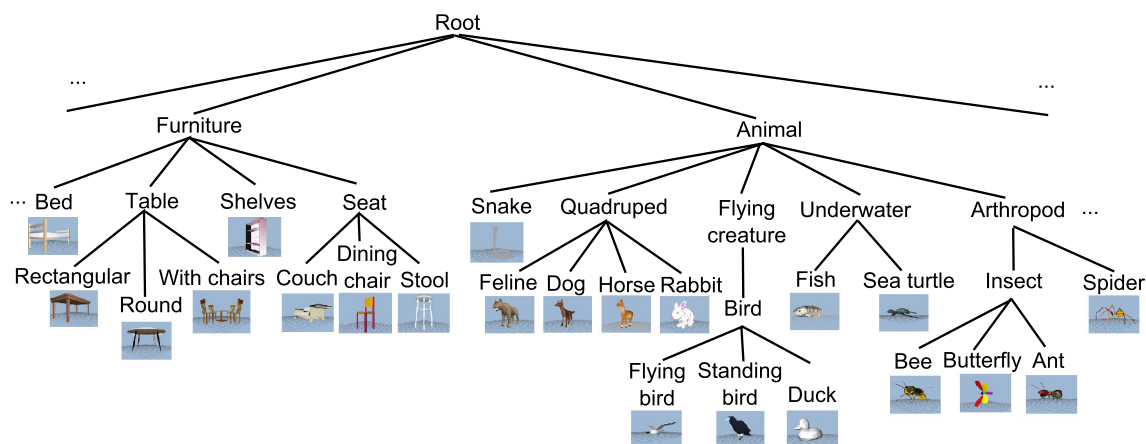 Root
... ...
Furniture Animal
... Bed Table Shelves Seat Snake Quadruped Flying creature Underwater Arthropod ...
Rectangular Round With chairs Couch Dining chair Stool Feline Dog Horse Rabbit Bird Fish Sea turtle Insect Spider
Flying bird Standing bird Duck Bee Butterfly Ant